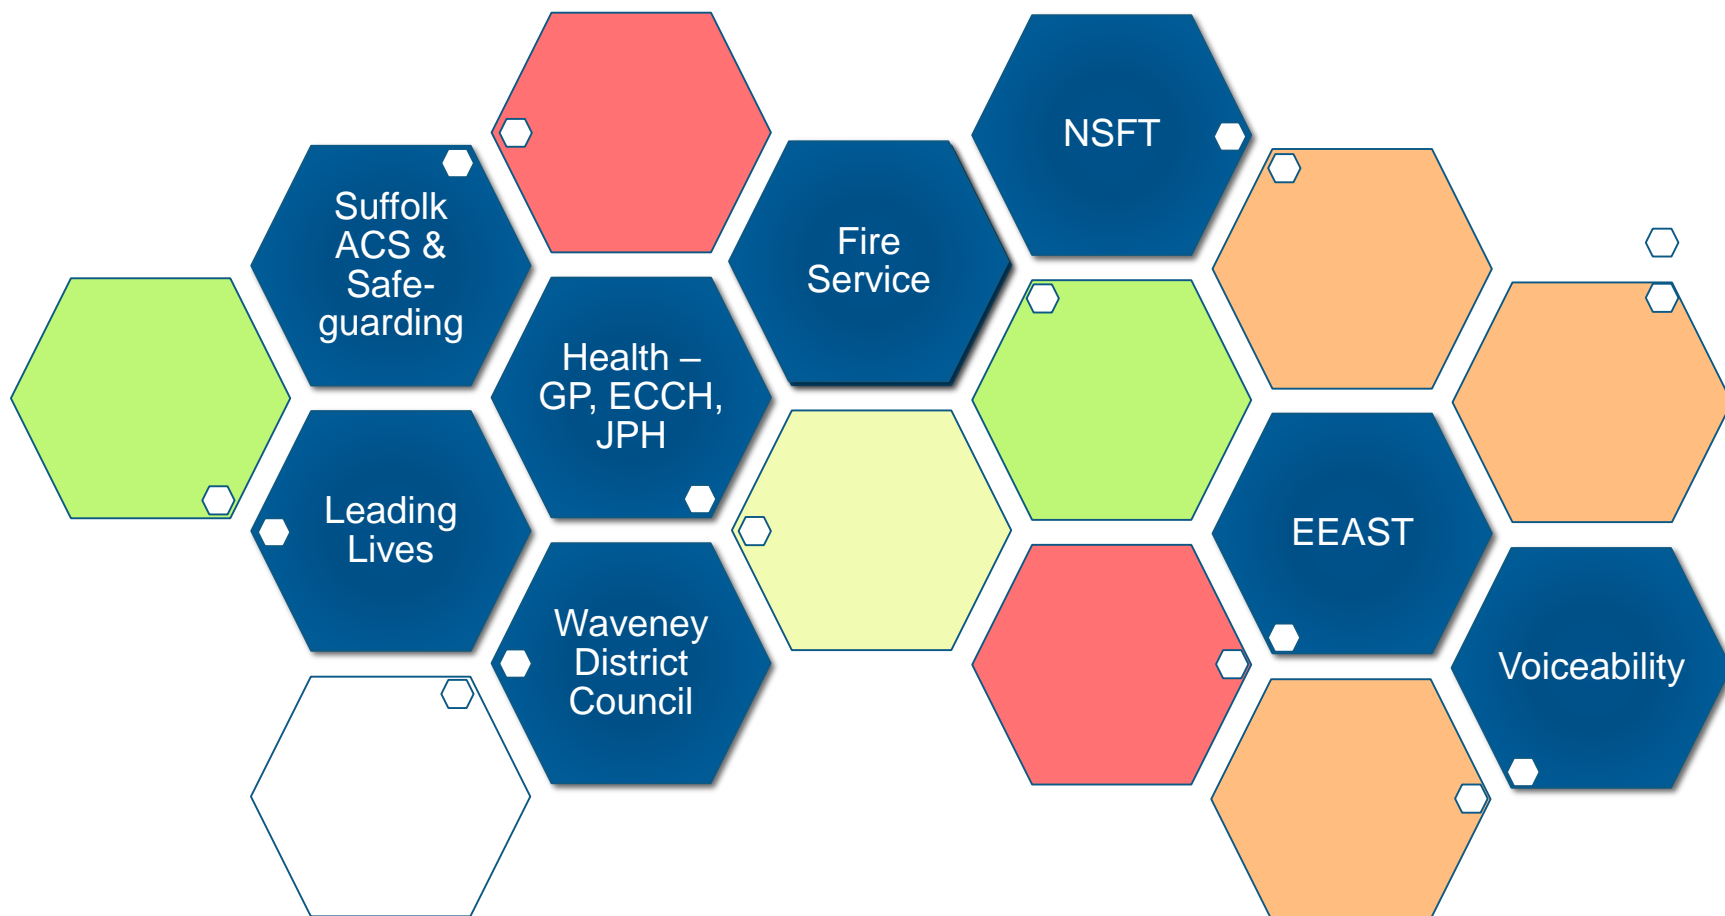 Suffolk
ACS &
Safe-
guarding
Leading
Lives
Health –
GP, ECCH,
JPH
Waveney
District
Council
Fire
Service
NSFT
EEAST
Voiceability